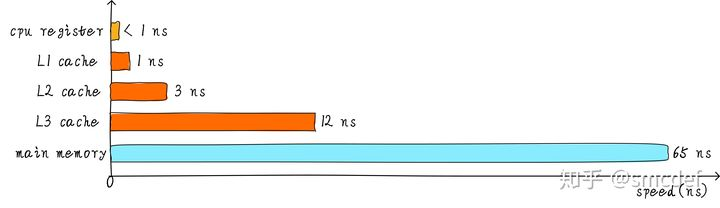 cpu register < 1 ns
L1 cache 1 ns
L2 cache 3 ns
L3 cache 12 ns
main memory 65 ns
0 speed(ns)
知乎 @smcdef